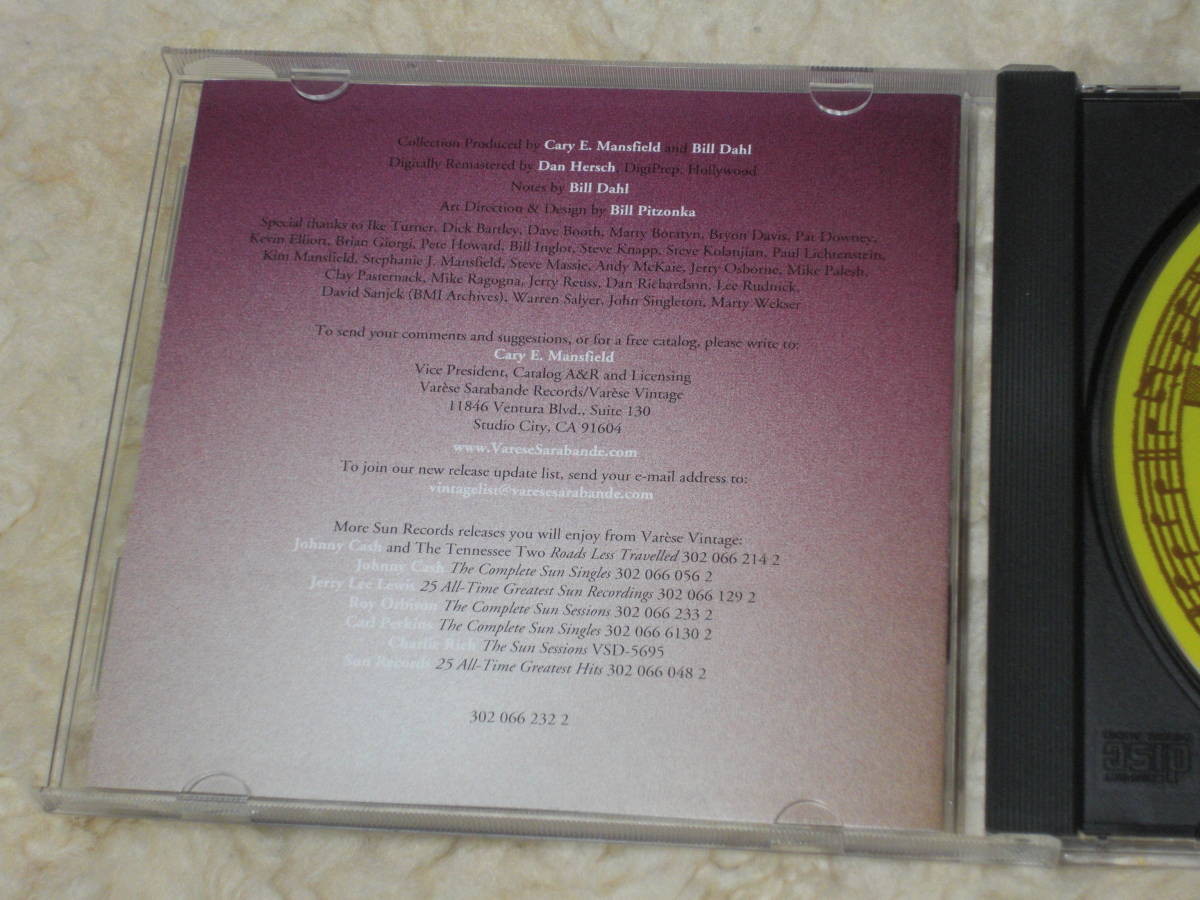 Collection Produced by Cary E. Mansfield and Bill Dahl
Digitally Remastered by Dan Hersch, DigiPrep, Hollywood
Notes by Bill Dahl
Art Direction & Design by Bill Pitzonka
Special thanks to Ike Turner, Dick Bartley, Dave Booth, Marty Boratyn, Bryon Davis, Pat Downey,
Kevin Elliott, Brian Giorgi, Pete Howard, Bill Inglot, Steve Knapp, Steve Kolanjian, Paul Lichtenstein,
Kim Mansfield, Stephanie J. Mansfield, Steve Massie, Andy McKaie, Jerry Osborne, Mike Palesh,
Clay Pasternack, Mike Ragogna, Jerry Reuss, Dan Richardson, Lee Rudnick,
David Sanjek (BMI Archives), Warren Salyer, John Singleton, Marty Wekser
To send your comments and suggestions, or for a free catalog, please write to:
Cary E. Mansfield
Vice President, Catalog A&R and Licensing
Varèse Sarabande Records/Varèse Vintage
11846 Ventura Blvd., Suite 130
Studio City, CA 91604
www.VareseSarabande.com
To join our new release update list, send your e-mail address to:
vintagelist@varesesarabande.com
More Sun Records releases you will enjoy from Varèse Vintage:
Johnny Cash and The Tennessee Two Roads Less Travelled 302 066 214 2
Johnny Cash The Complete Sun Singles 302 066 056 2
Jerry Lee Lewis 25 All-Time Greatest Sun Recordings 302 066 129 2
Roy Orbison The Complete Sun Sessions 302 066 233 2
Carl Perkins The Complete Sun Singles 302 066 6130 2
Charlie Rich The Sun Sessions VSD-5695
Sun Records 25 All-Time Greatest Hits 302 066 048 2
302 066 232 2
COMPACT
disc
DIGITAL AUDIO